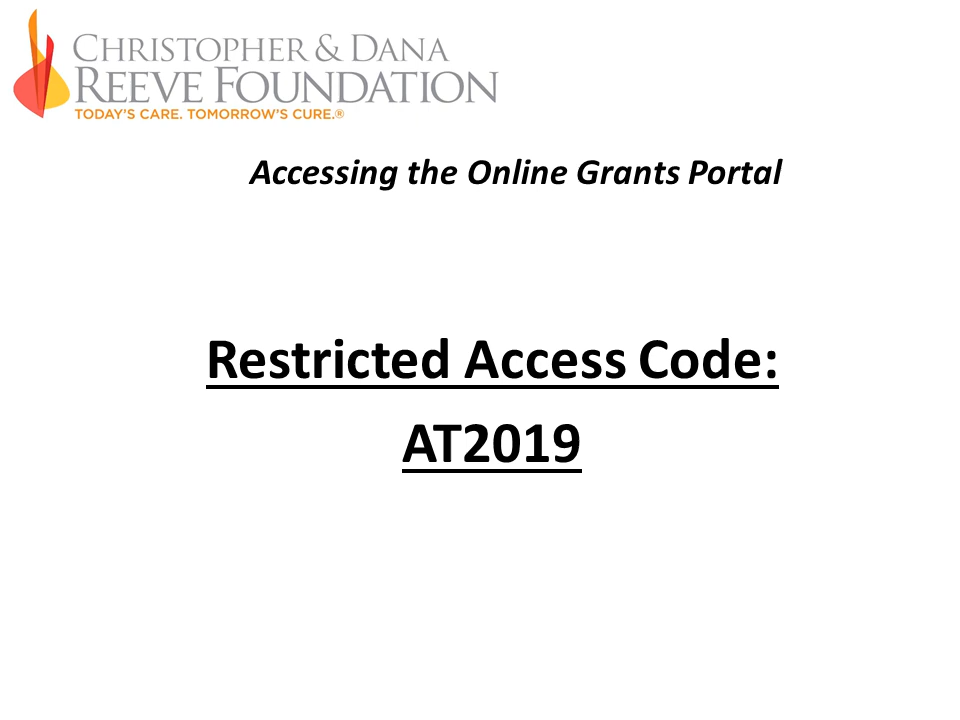 CHRISTOPHER & DANA
REEVE FOUNDATION
TODAY'S CARE. TOMORROW'S CURE.®
Accessing the Online Grants Portal
Restricted Access Code:
AT2019